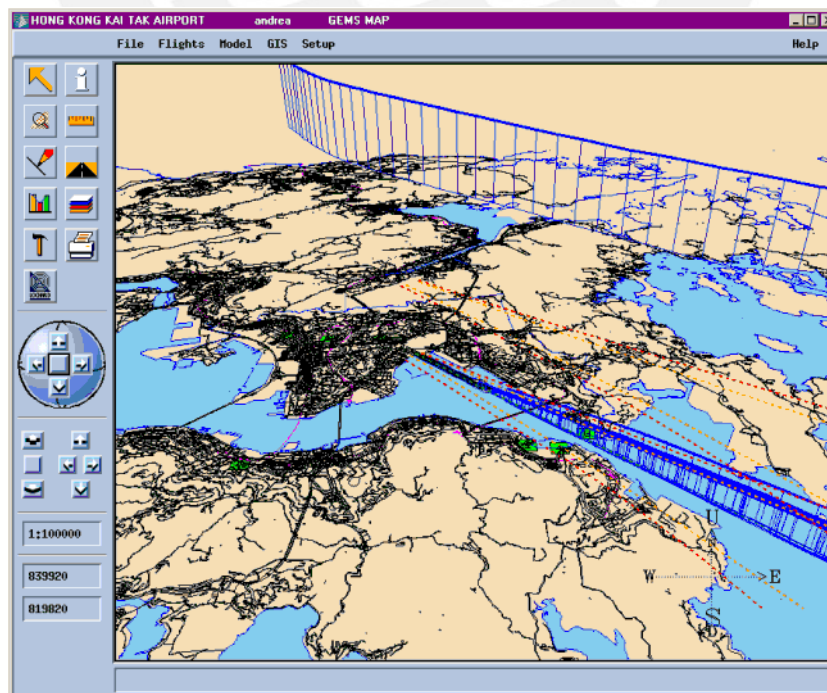 HONG KONG KAI TAK AIRPORT andrea GEMS MAP
File Flights Model GIS Setup Help
1:100000
839920
819820
U
W E
S